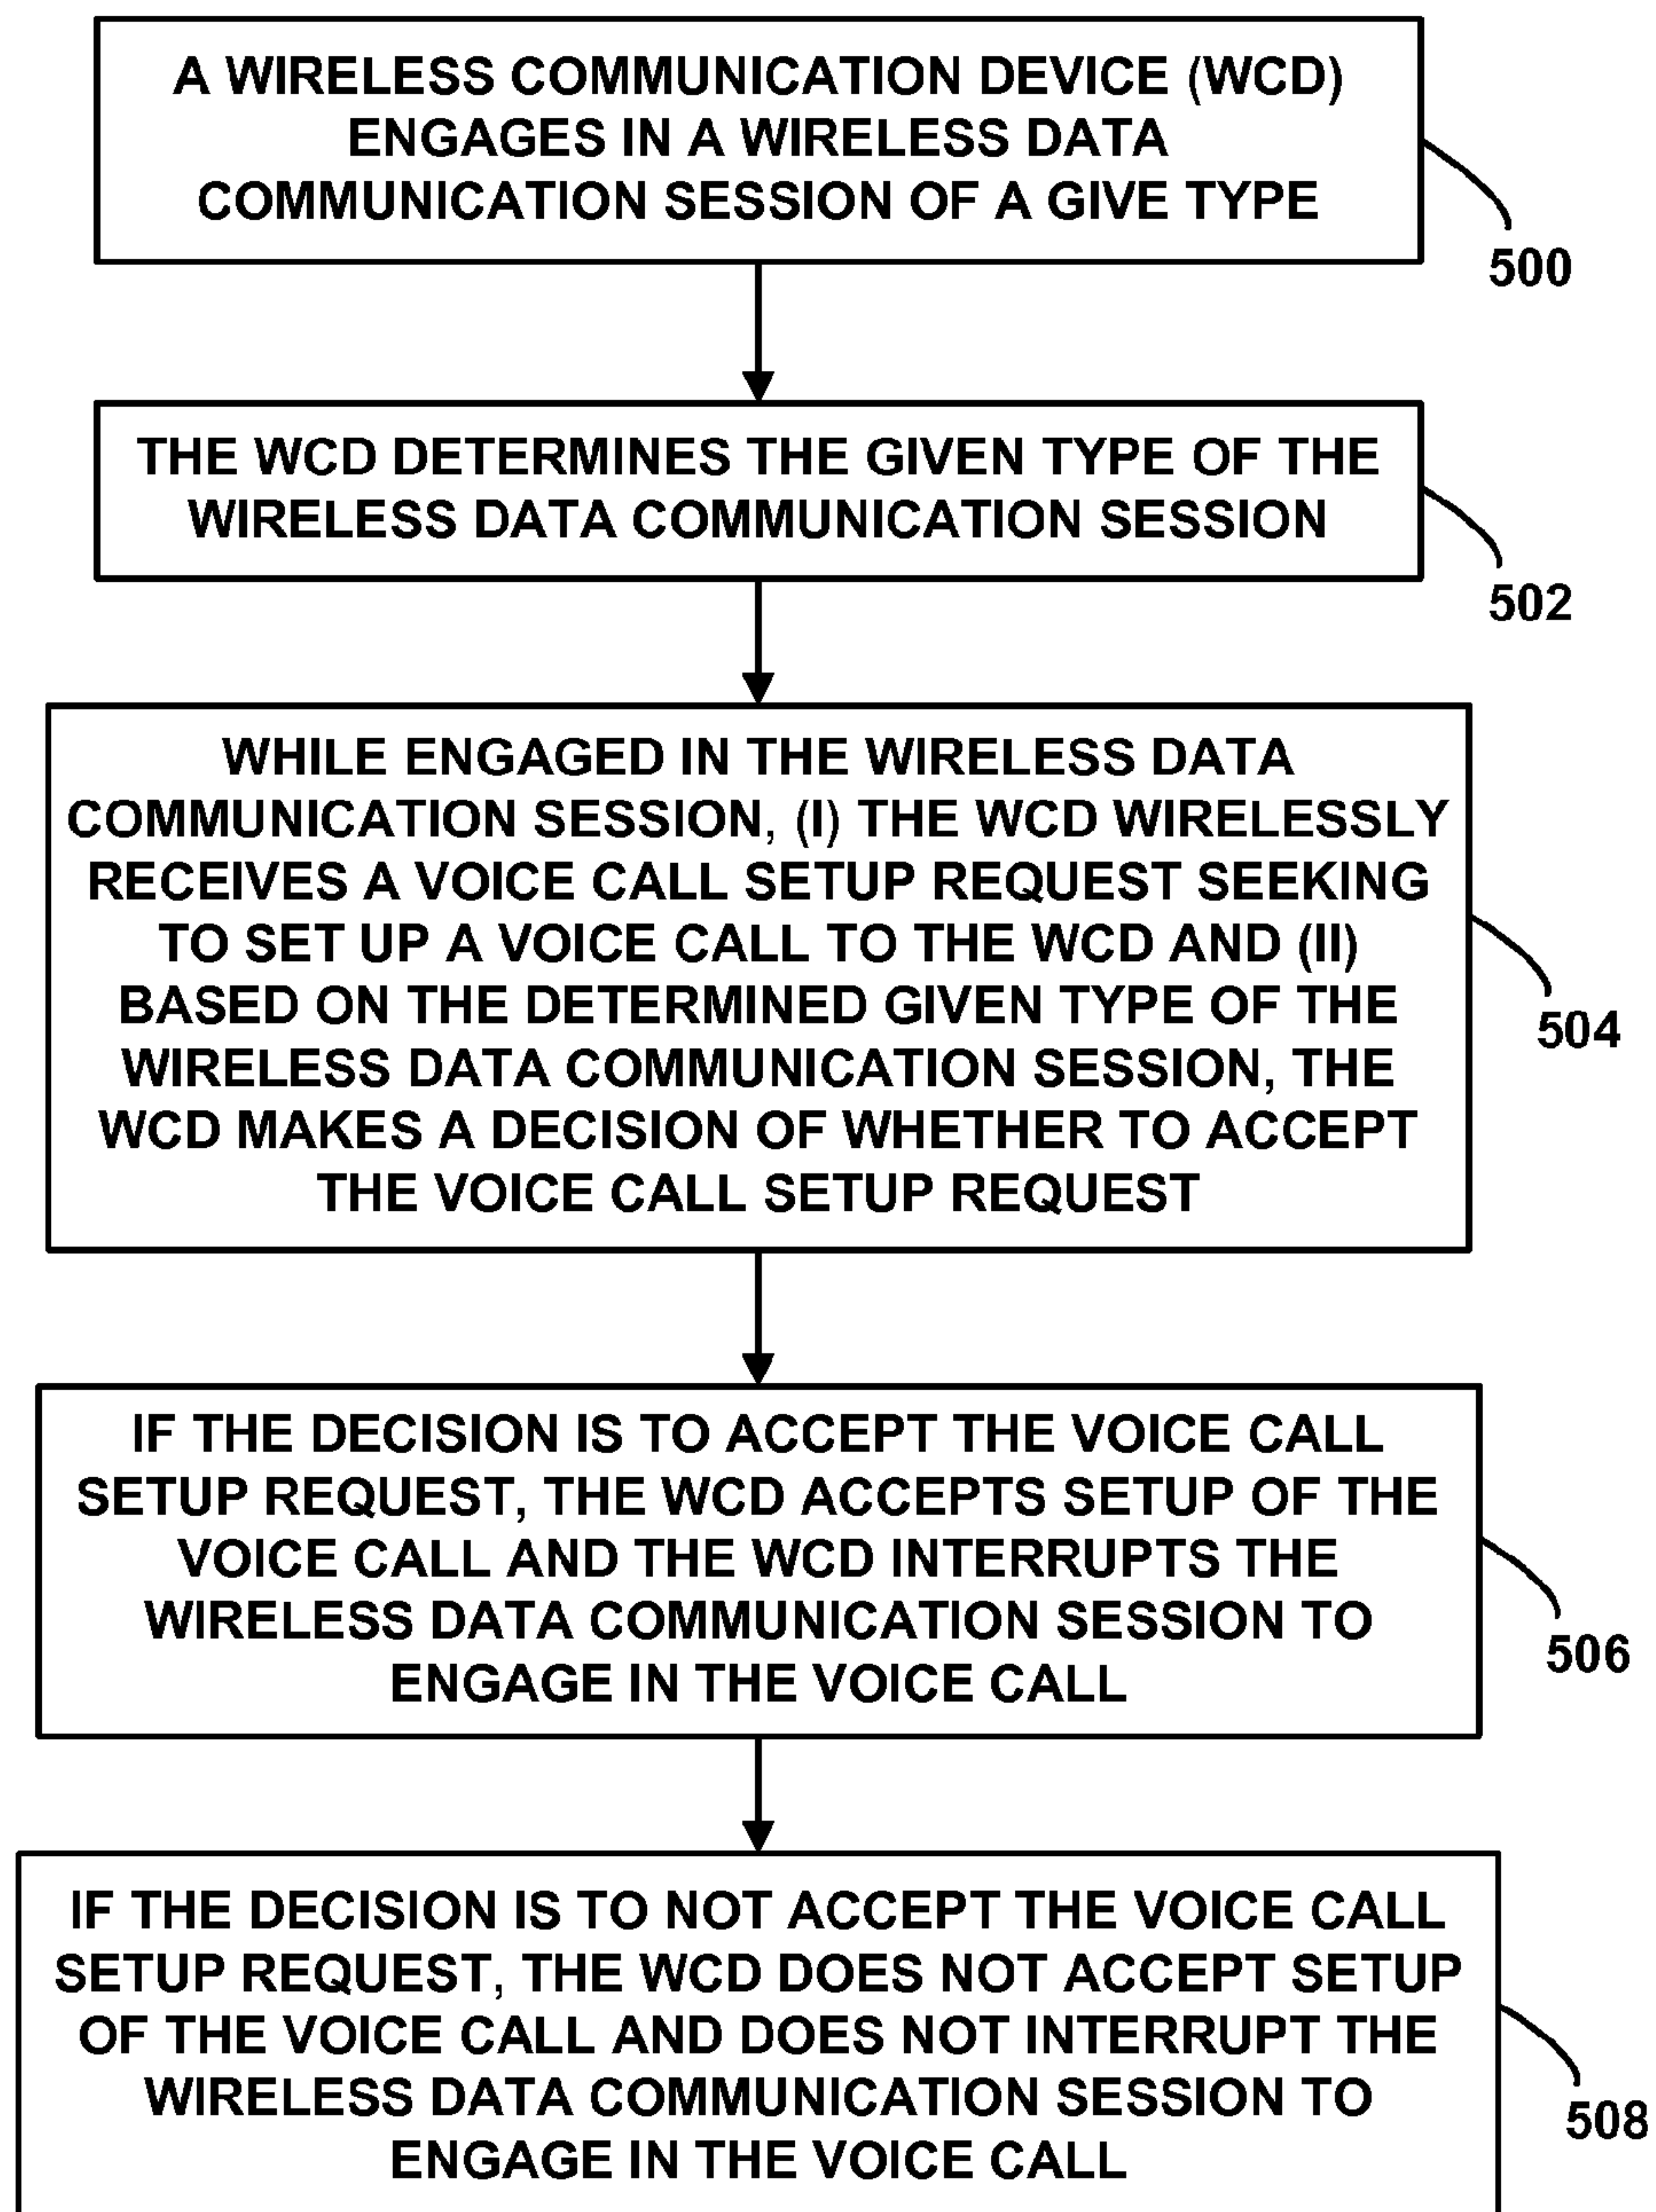 A WIRELESS COMMUNICATION DEVICE (WCD)
ENGAGES IN A WIRELESS DATA
COMMUNICATION SESSION OF A GIVE TYPE
500
THE WCD DETERMINES THE GIVEN TYPE OF THE
WIRELESS DATA COMMUNICATION SESSION
502
WHILE ENGAGED IN THE WIRELESS DATA
COMMUNICATION SESSION, (I) THE WCD WIRELESSLY
RECEIVES A VOICE CALL SETUP REQUEST SEEKING
TO SET UP A VOICE CALL TO THE WCD AND (II)
BASED ON THE DETERMINED GIVEN TYPE OF THE
WIRELESS DATA COMMUNICATION SESSION, THE
WCD MAKES A DECISION OF WHETHER TO ACCEPT
THE VOICE CALL SETUP REQUEST
504
IF THE DECISION IS TO ACCEPT THE VOICE CALL
SETUP REQUEST, THE WCD ACCEPTS SETUP OF THE
VOICE CALL AND THE WCD INTERRUPTS THE
WIRELESS DATA COMMUNICATION SESSION TO
ENGAGE IN THE VOICE CALL
506
IF THE DECISION IS TO NOT ACCEPT THE VOICE CALL
SETUP REQUEST, THE WCD DOES NOT ACCEPT SETUP
OF THE VOICE CALL AND DOES NOT INTERRUPT THE
WIRELESS DATA COMMUNICATION SESSION TO
ENGAGE IN THE VOICE CALL
508